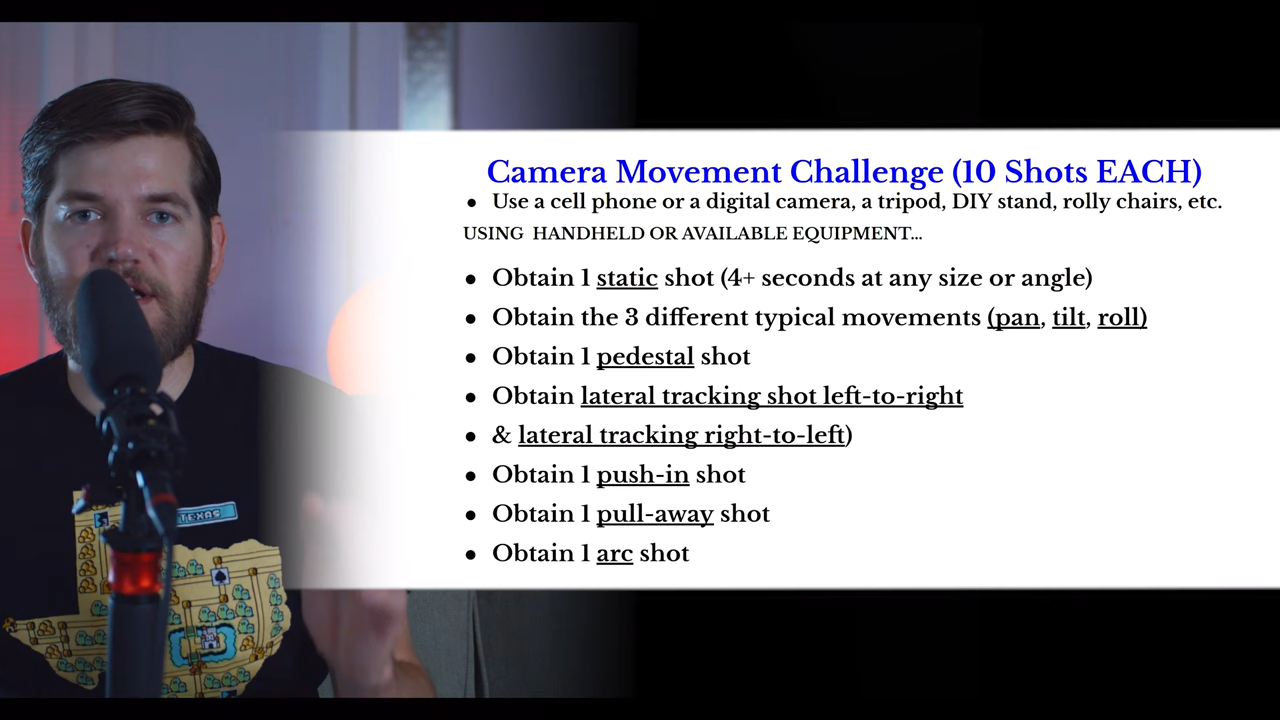 Camera Movement Challenge (10 Shots EACH)
• Use a cell phone or a digital camera, a tripod, DIY stand, rolly chairs, etc.
USING HANDHELD OR AVAILABLE EQUIPMENT...
• Obtain 1 static shot (4+ seconds at any size or angle)
• Obtain the 3 different typical movements (pan, tilt, roll)
• Obtain 1 pedestal shot
• Obtain lateral tracking shot left-to-right
• & lateral tracking right-to-left)
• Obtain 1 push-in shot
• Obtain 1 pull-away shot
• Obtain 1 arc shot
TEXAS